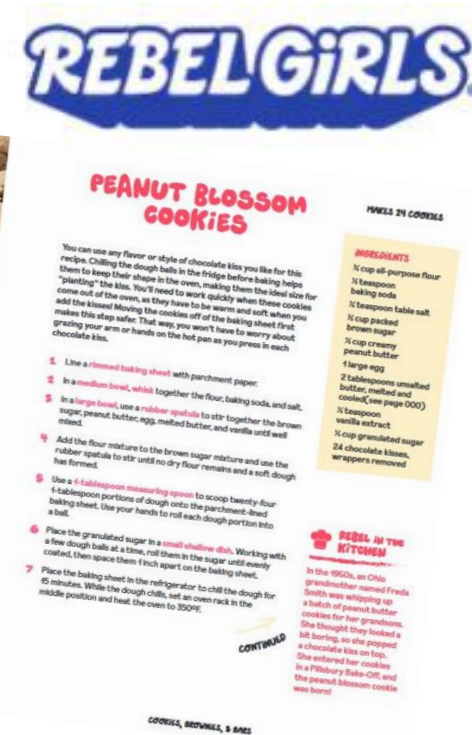 REBEL GiRLS
PEANUT BLOSSOM
COOKiES
MAKES 24 COOKIES
You can use any flavor or style of chocolate kiss you like for this
recipe. Chilling the dough balls in the fridge before baking helps
them to keep their shape in the oven, making them the ideal size for
"planting" the kiss. You'll need to work quickly when these cookies
come out of the oven, as they have to be warm and soft when you
add the kisses! Moving the cookies off of the baking sheet first
makes this step safer. That way, you won't have to worry about
grazing your arm or hands on the hot pan as you press in each
chocolate kiss.
1 Line a rimmed baking sheet with parchment paper.
2 In a medium bowl, whisk together the flour, baking soda, and salt.
3 In a large bowl, use a rubber spatula to stir together the brown
sugar, peanut butter, egg, melted butter, and vanilla until well
mixed.
4 Add the flour mixture to the brown sugar mixture and use the
rubber spatula to stir until no dry flour remains and a soft dough
has formed.
5 Use a 1-tablespoon measuring spoon to scoop twenty-four
1-tablespoon portions of dough onto the parchment-lined
baking sheet. Use your hands to roll each dough portion into
a ball.
6 Place the granulated sugar in a small shallow dish. Working with
a few dough balls at a time, roll them in the sugar until evenly
coated, then space them 1 inch apart on the baking sheet.
7 Place the baking sheet in the refrigerator to chill the dough for
15 minutes. While the dough chills, set an oven rack in the
middle position and heat the oven to 350ºF.
CONTINUED
INGREDIENTS
cup all-purpose flour
teaspoon
baking soda
teaspoon table salt
cup packed
brown sugar
cup creamy
peanut butter
1 large egg
2 tablespoons unsalted
butter, melted and
cooled (see page 000)
teaspoon
vanilla extract
cup granulated sugar
24 chocolate kisses,
wrappers removed
REBEL IN THE
KITCHEN
In the 1950s, an Ohio
grandmother named Freda
Smith was whipping up
a batch of peanut butter
cookies for her grandsons.
She thought they looked a
bit boring, so she popped
a chocolate kiss on top.
She entered her cookies
in a Pillsbury Bake-Off, and
the peanut blossom cookie
was born!
COOKIES, BROWNIES, & BARS